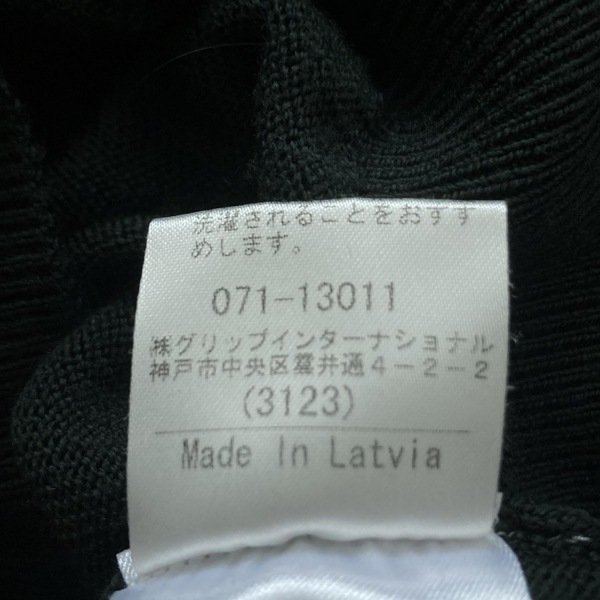 洗濯されることをおすす
めします。
071-13011
㈱グリップインターナショナル
神戸市中央区葺井通4-2-2
(3123)
Made In Latvia